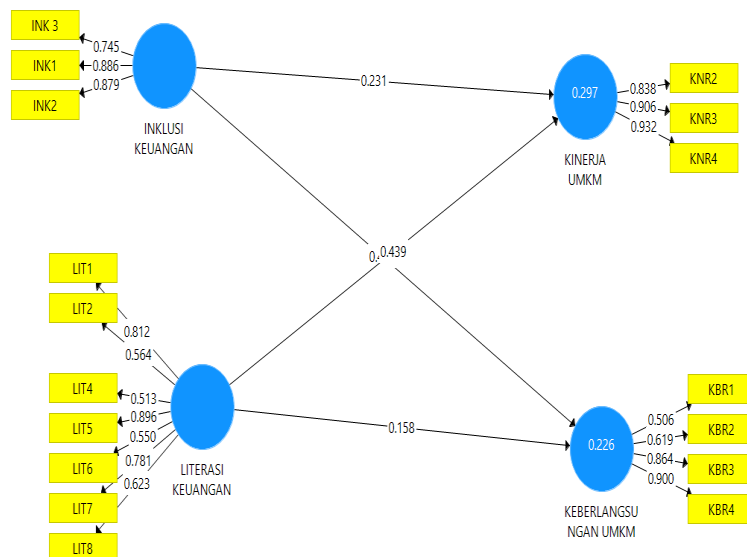 INK 3
INK1
INK2
0.745
0.886
0.879
INKLUSI
KEUANGAN
0.231
0.297
KINERJA
UMKM
0.838
0.906
0.932
KNR2
KNR3
KNR4
0.439
LIT1
LIT2
LIT4
LIT5
LIT6
LIT7
LIT8
0.812
0.564
0.513
0.896
0.550
0.781
0.623
LITERASI
KEUANGAN
0.158
0.226
KEBERLANGSU
NGAN UMKM
0.506
0.619
0.864
0.900
KBR1
KBR2
KBR3
KBR4